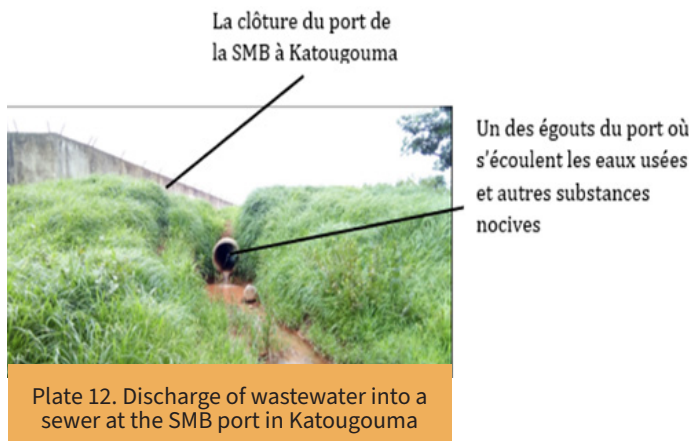 La clôture du port de
la SMB à Katougouma
Un des égouts du port où
s'écoulent les eaux usées
et autres substances
nocives
Plate 12. Discharge of wastewater into a
sewer at the SMB port in Katougouma